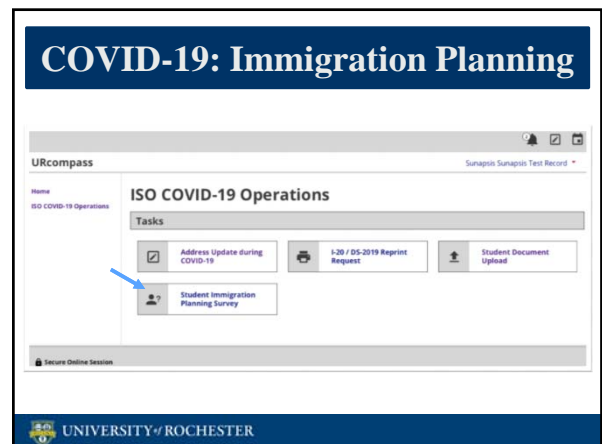 COVID-19: Immigration Planning
URcompass
Sunapsis Sunapsis Test Record
Home
ISO COVID-19 Operations
ISO COVID-19 Operations
Tasks
Address Update during
COVID-19
I-20 / DS-2019 Reprint
Request
Student Document
Upload
Student Immigration
Planning Survey
Secure Online Session
UNIVERSITY of ROCHESTER